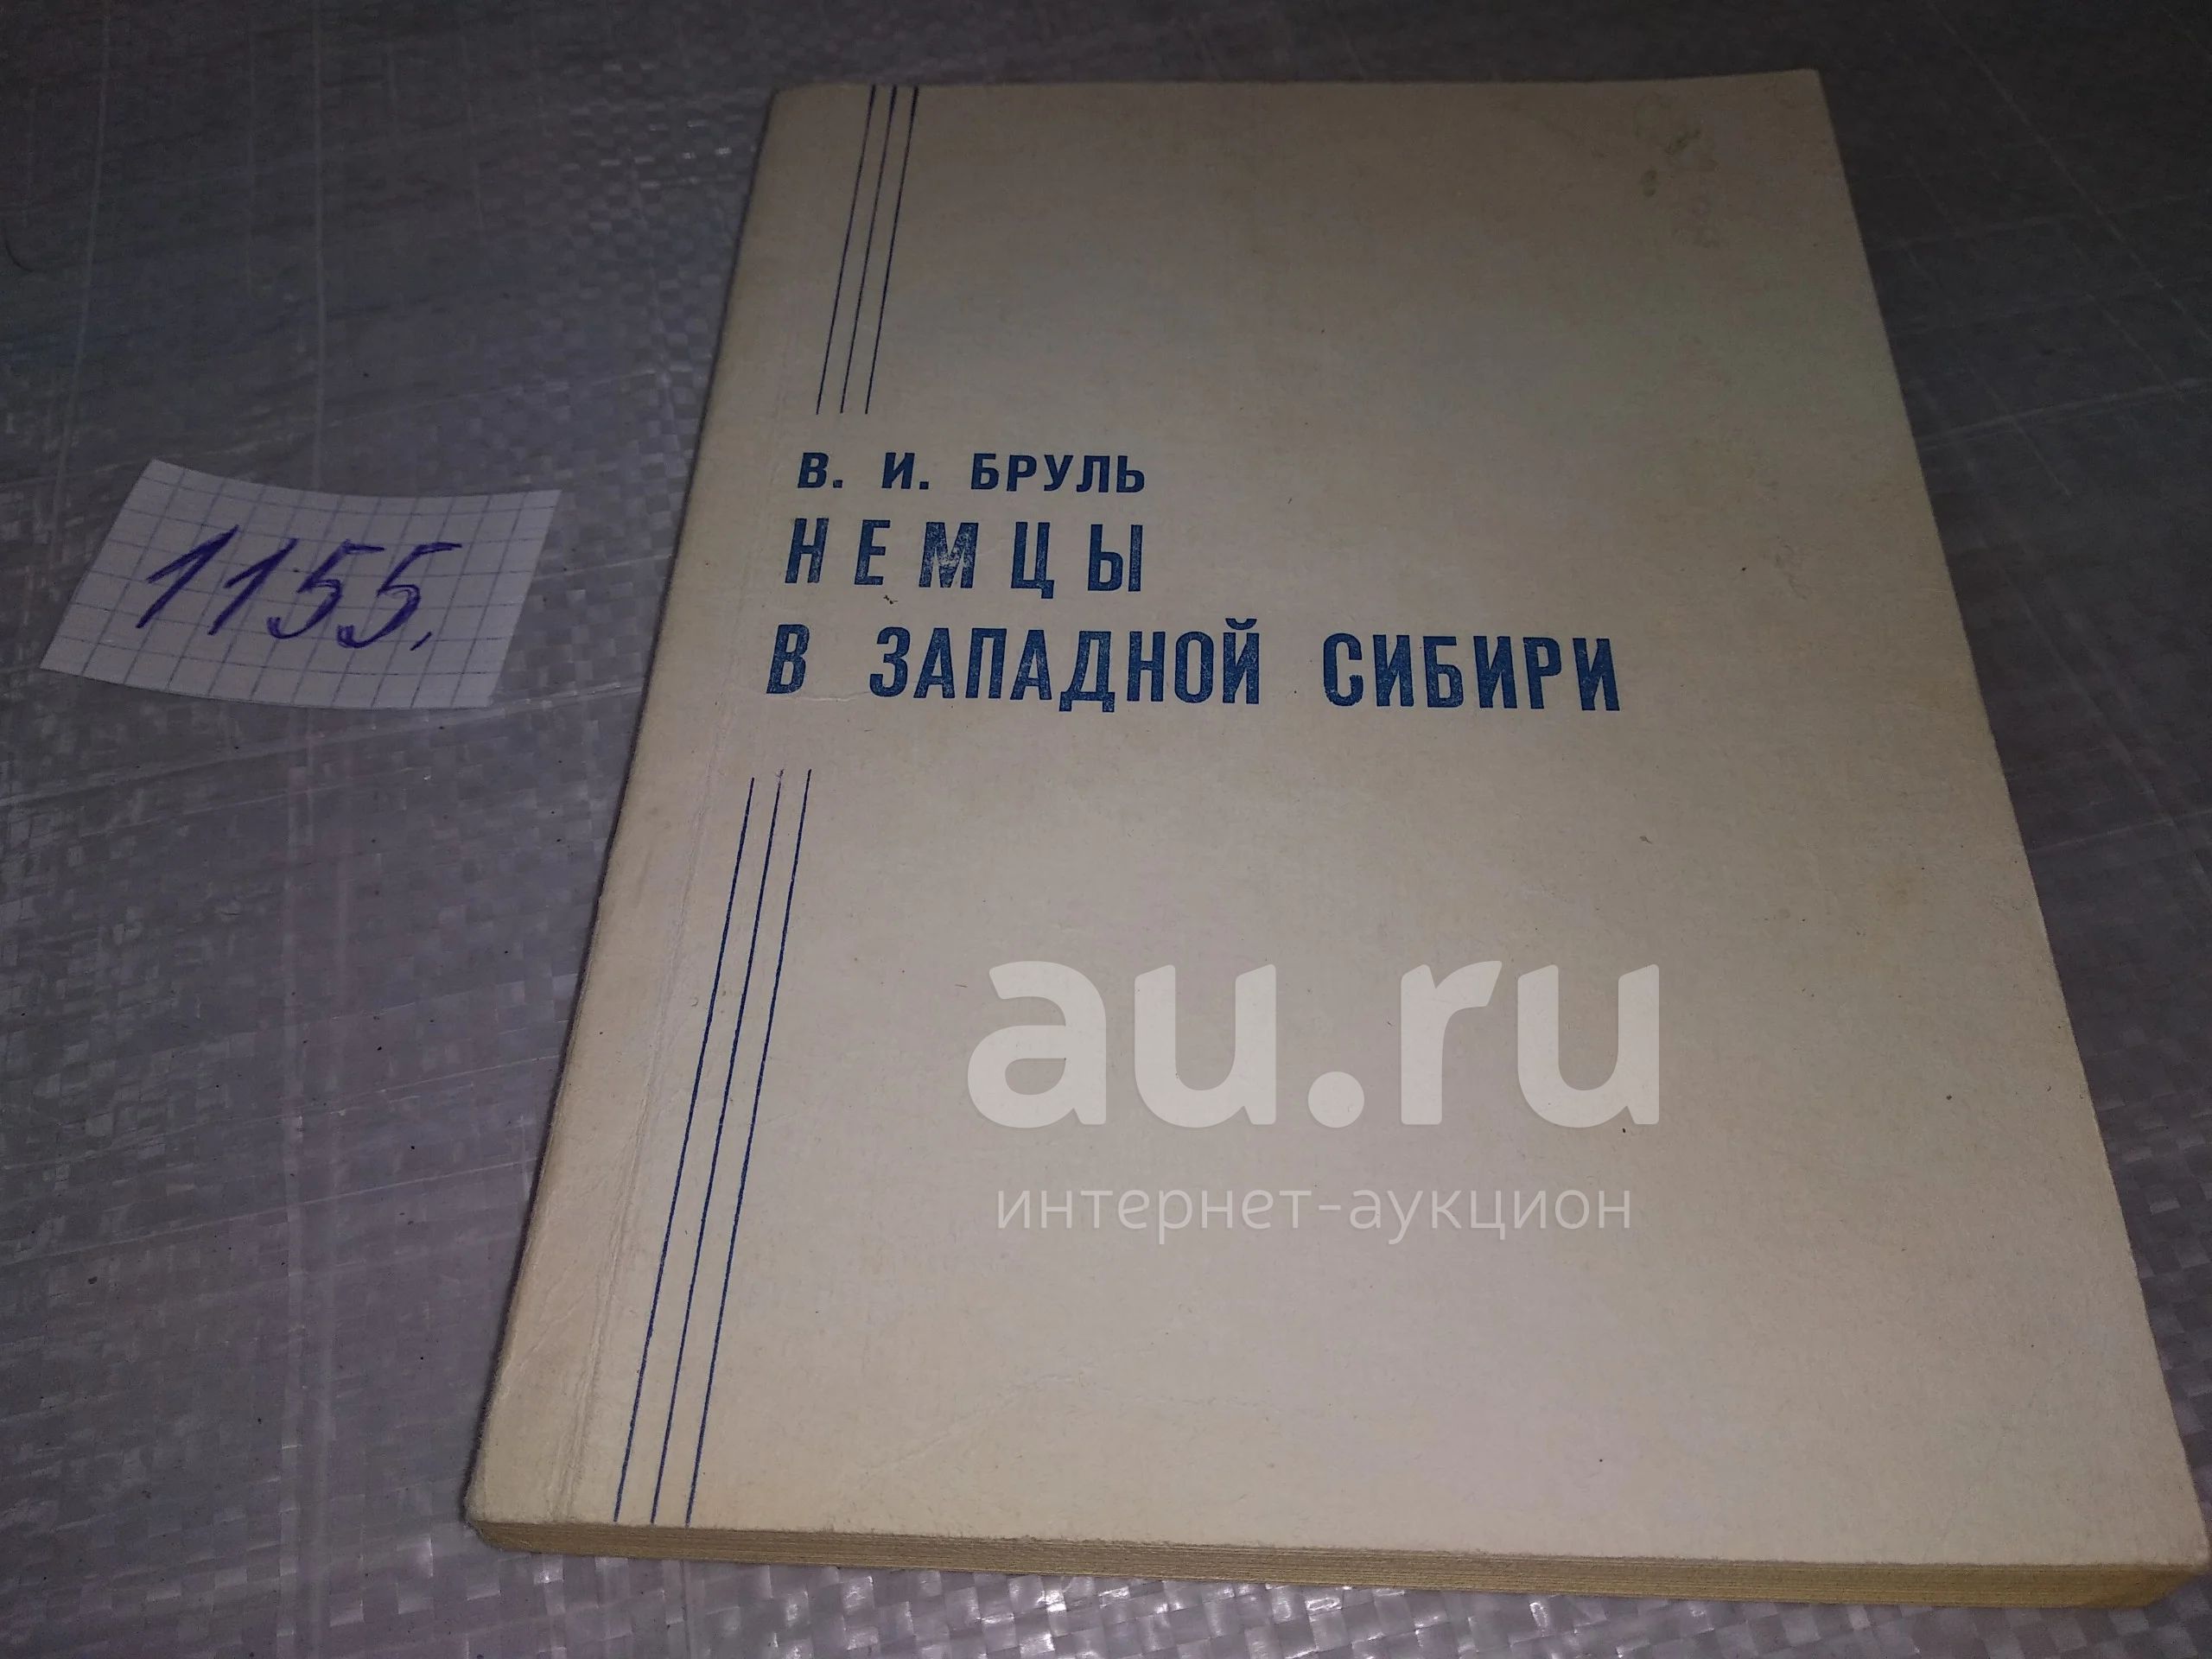 В. И. БРУЛЬ
НЕМЦЫ
В ЗАПАДНОЙ СИБИРИ
1155.
au.ru
интернет-аукцион